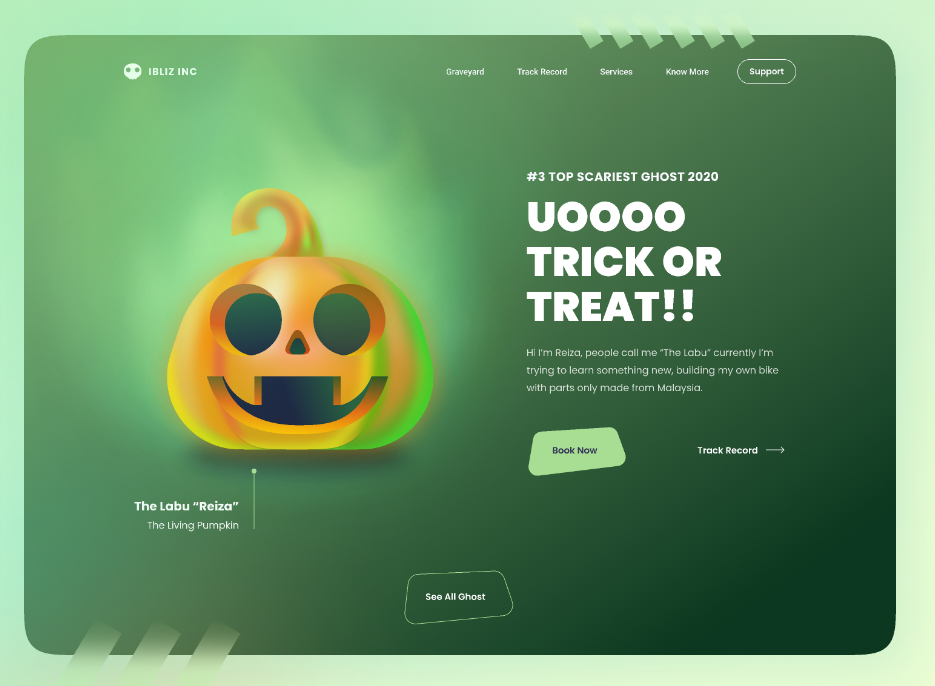 IBLIZ INC
Graveyard
Track Record
Services
Know More
Support
#3 TOP SCARIEST GHOST 2020
UOOOO
TRICK OR
TREAT!!
Hi I'm Reiza, people call me “The Labu” currently I'm
trying to learn something new, building my own bike
with parts only made from Malaysia.
Book Now
Track Record
The Labu “Reiza”
The Living Pumpkin
See All Ghost